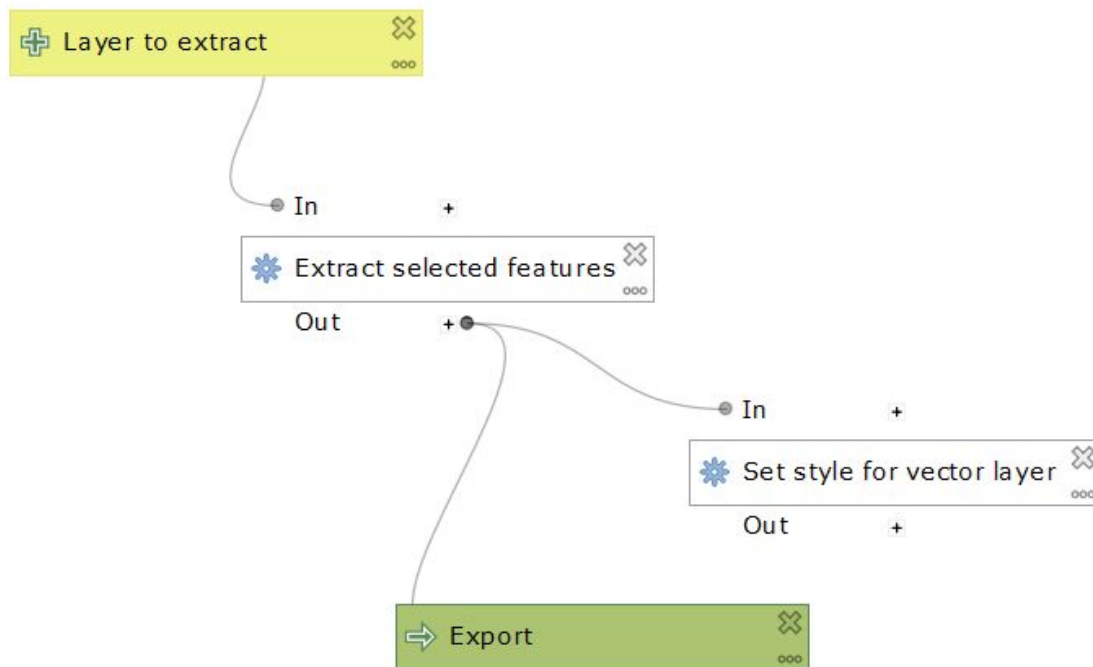 Layer to extract
In
Extract selected features
Out
In
Set style for vector layer
Out
Export